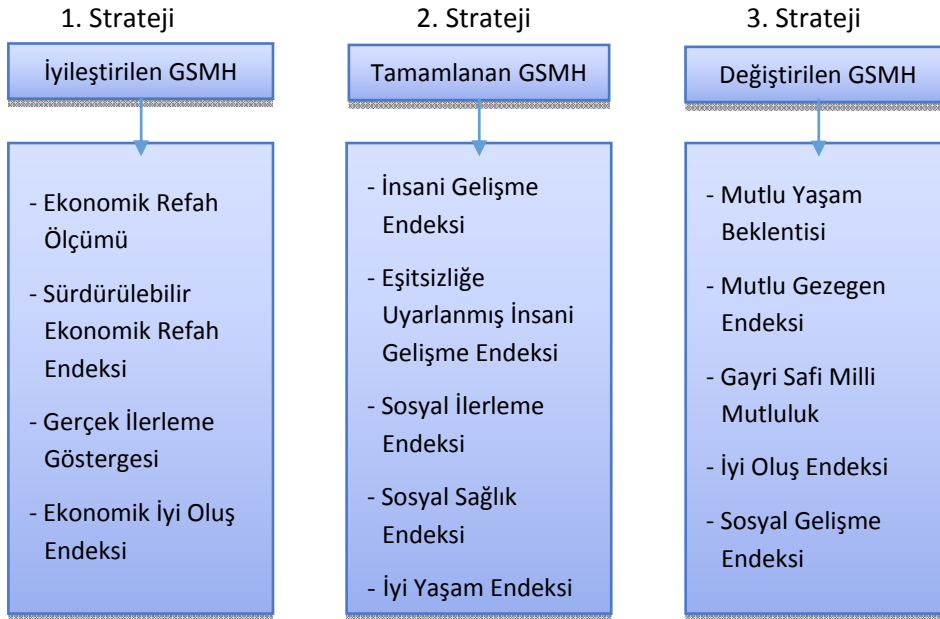 1. Strateji
İyileştirilen GSMH
- Ekonomik Refah
Ölçümü
- Sürdürülebilir
Ekonomik Refah
Endeksi
- Gerçek İlerleme
Göstergesi
- Ekonomik İyi Oluş
Endeksi
2. Strateji
Tamamlanan GSMH
- İnsani Gelişme
Endeksi
- Eşitsizliğe
Uyarlanmış İnsani
Gelişme Endeksi
- Sosyal İlerleme
Endeksi
- Sosyal Sağlık
Endeksi
- İyi Yaşam Endeksi
3. Strateji
Değiştirilen GSMH
- Mutlu Yaşam
Beklentisi
- Mutlu Gezegen
Endeksi
- Gayri Safi Milli
Mutluluk
- İyi Oluş Endeksi
- Sosyal Gelişme
Endeksi